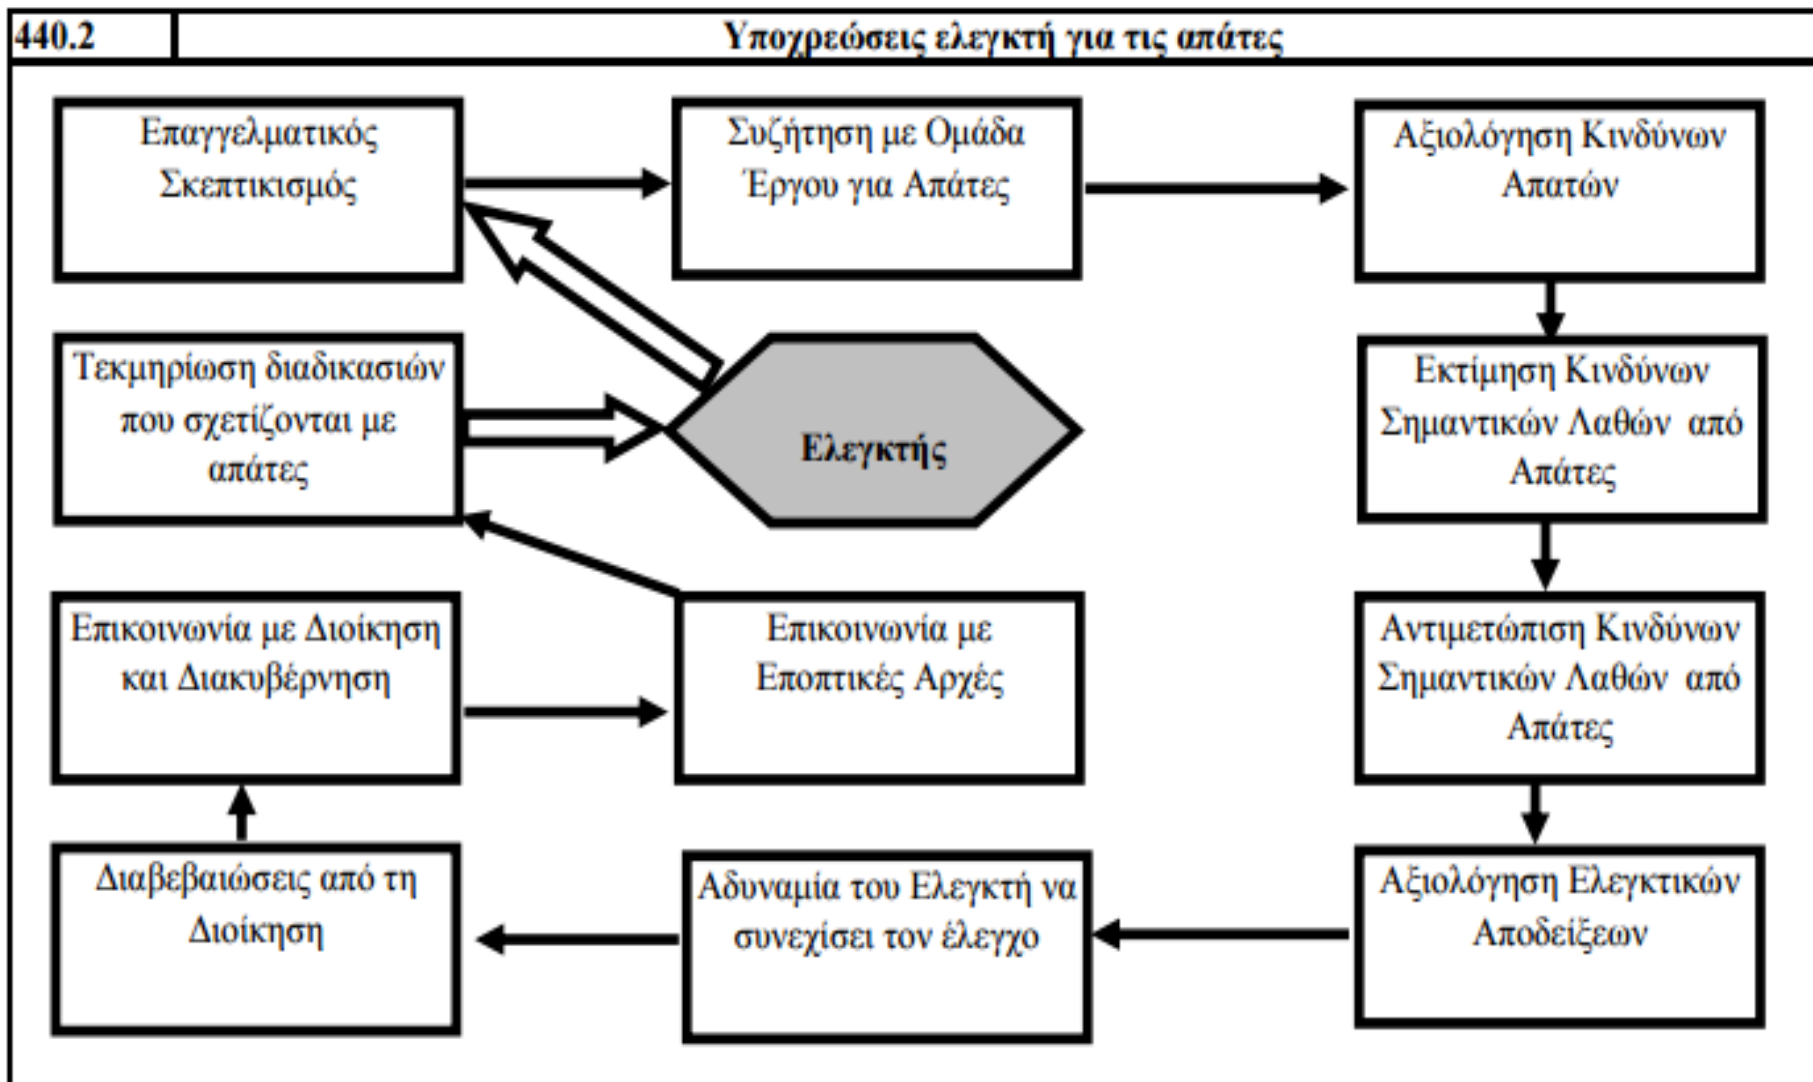 440.2
Υποχρεώσεις ελεγκτή για τις απάτες
Επαγγελματικός
Σκεπτικισμός
Συζήτηση με Ομάδα
Έργου για Απάτες
Αξιολόγηση Κινδύνων
Απατών
Τεκμηρίωση διαδικασιών
που σχετίζονται με
απάτες
Ελεγκτής
Εκτίμηση Κινδύνων
Σημαντικών Λαθών από
Απάτες
Επικοινωνία με Διοίκηση
και Διακυβέρνηση
Επικοινωνία με
Εποπτικές Αρχές
Αντιμετώπιση Κινδύνων
Σημαντικών Λαθών από
Απάτες
Διαβεβαιώσεις από τη
Διοίκηση
Αδυναμία του Ελεγκτή να
συνεχίσει τον έλεγχο
Αξιολόγηση Ελεγκτικών
Αποδείξεων